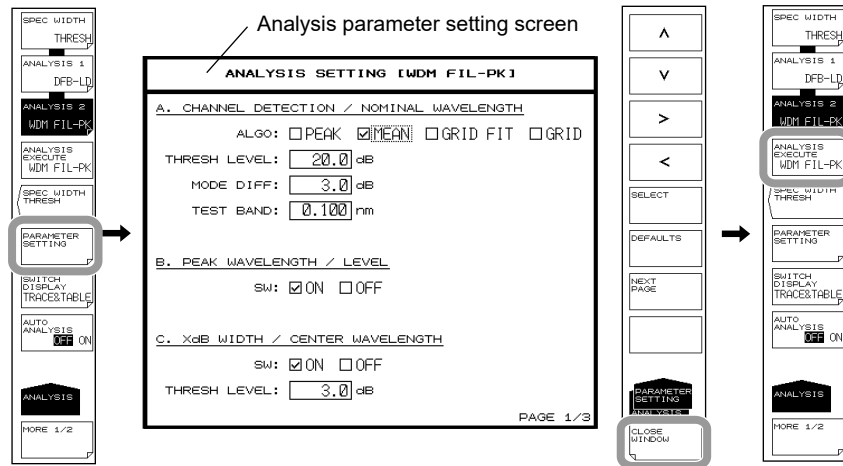 Analysis parameter setting screen
SPEC WIDTH
THRESH
ANALYSIS 1
DFB-LD
ANALYSIS 2
WDM FIL-PK
ANALYSIS
EXECUTE
WDM FIL-PK
SPEC WIDTH
THRESH
PARAMETER
SETTING
SWITCH
DISPLAY
TRACE&TABLE
AUTO
ANALYSIS
OFF ON
ANALYSIS
MORE 1/2
ANALYSIS SETTING [WDM FIL-PK]
A. CHANNEL DETECTION / NOMINAL WAVELENGTH
ALGO: ☐PEAK ☑MEAN ☐GRID FIT ☐GRID
THRESH LEVEL: 20.0 dB
MODE DIFF: 3.0 dB
TEST BAND: 0.100 nm
B. PEAK WAVELENGTH / LEVEL
SW: ☑ON ☐OFF
C. XdB WIDTH / CENTER WAVELENGTH
SW: ☑ON ☐OFF
THRESH LEVEL: 3.0 dB
PAGE 1/3
SELECT
DEFAULTS
NEXT
PAGE
PARAMETER
SETTING
ANALYSIS
CLOSE
WINDOW
SPEC WIDTH
THRESH
ANALYSIS 1
DFB-LD
ANALYSIS 2
WDM FIL-PK
ANALYSIS
EXECUTE
WDM FIL-PK
SPEC WIDTH
THRESH
PARAMETER
SETTING
SWITCH
DISPLAY
TRACE&TABLE
AUTO
ANALYSIS
OFF ON
ANALYSIS
MORE 1/2